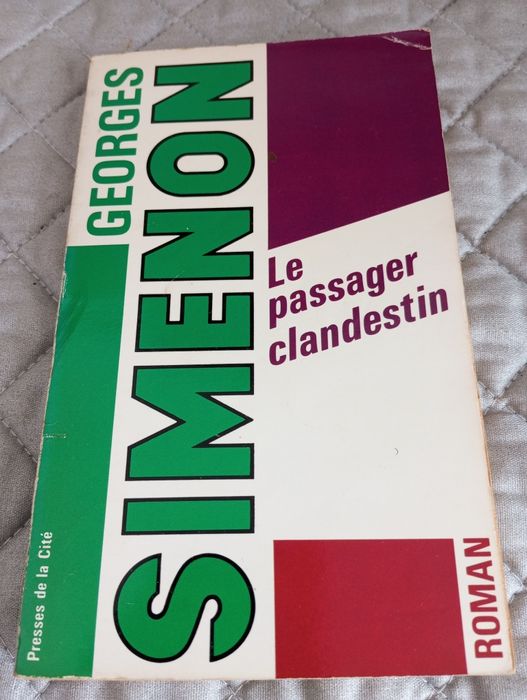 GEORGES
SIMENON
Le
passager
clandestin
Presses de la Cité
ROMAN